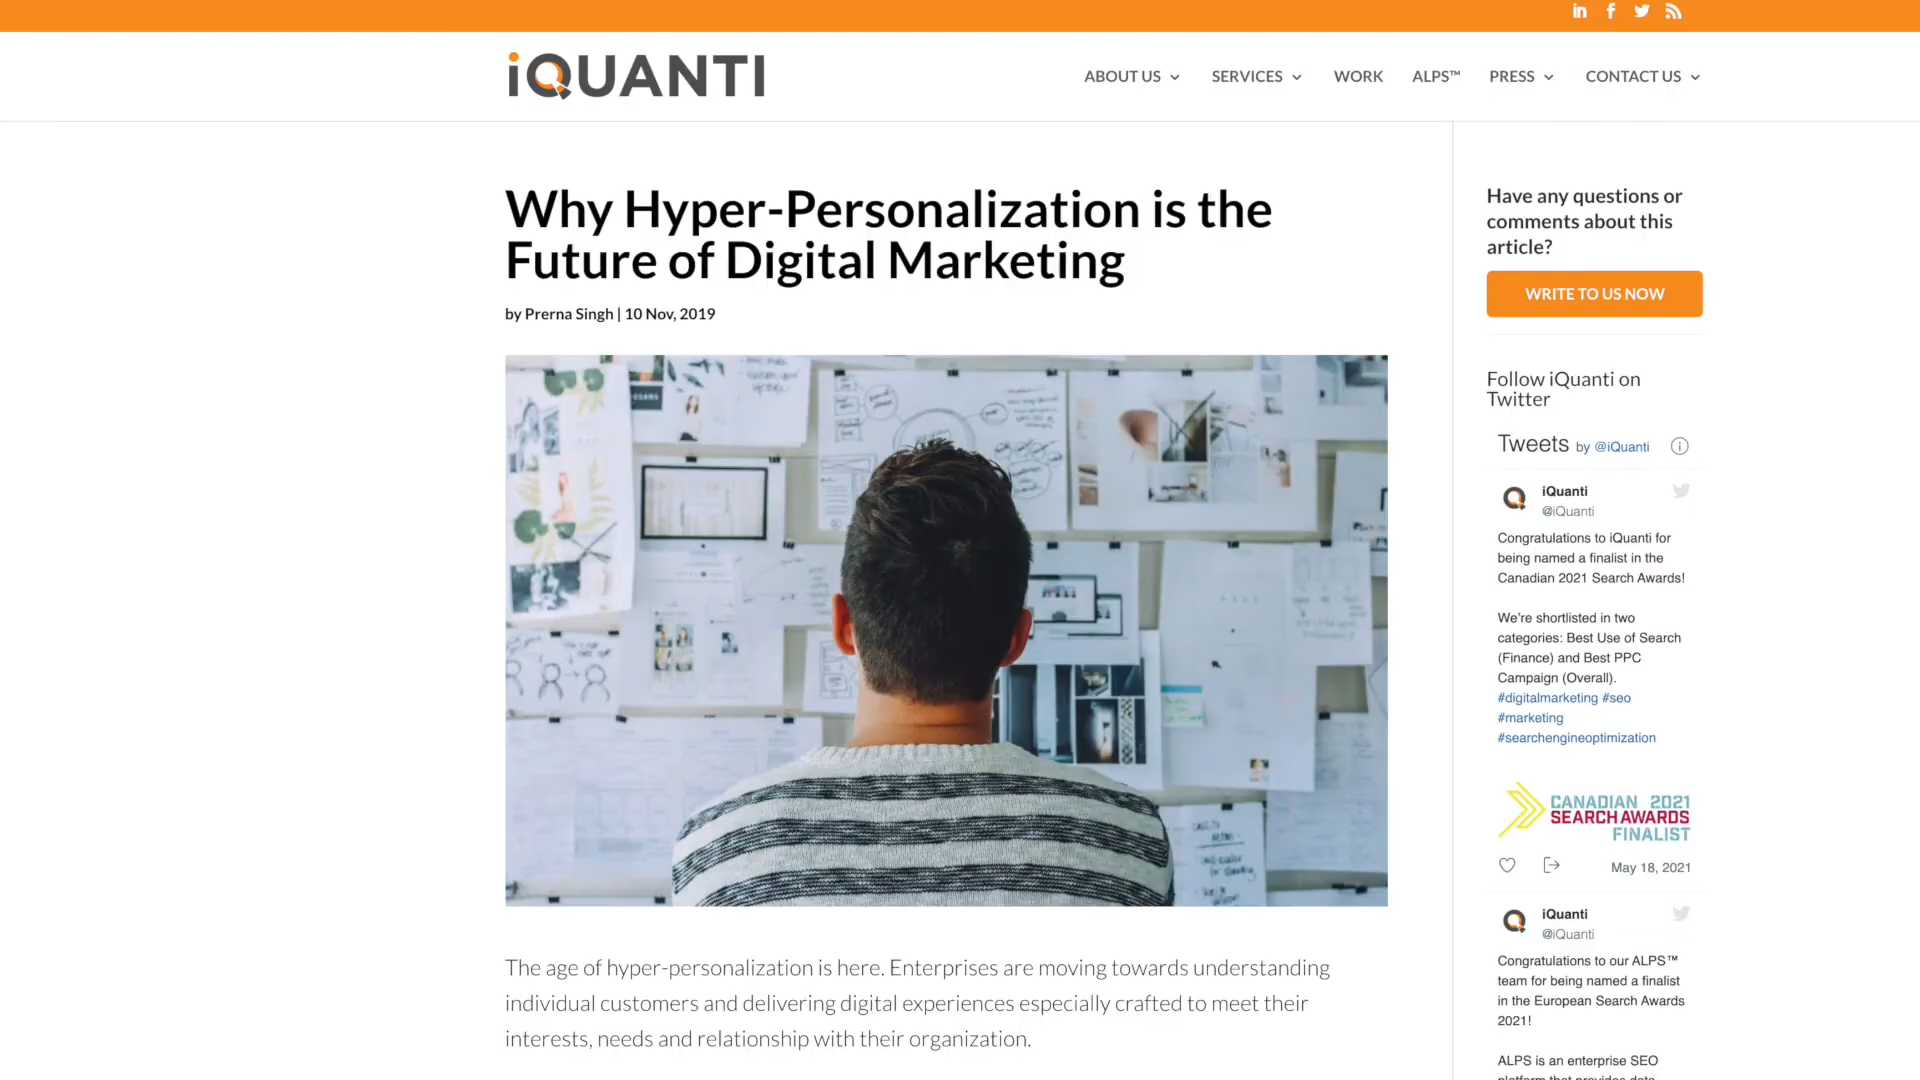 iQUANTI
ABOUT US
SERVICES
WORK
ALPS™
PRESS
CONTACT US
Why Hyper-Personalization is the
Future of Digital Marketing
by Prerna Singh | 10 Nov, 2019
The age of hyper-personalization is here. Enterprises are moving towards understanding
individual customers and delivering digital experiences especially crafted to meet their
interests, needs and relationship with their organization.
Have any questions or
comments about this
article?
WRITE TO US NOW
Follow iQuanti on
Twitter
Tweets by @iQuanti
iQuanti
@iQuanti
Congratulations to iQuanti for
being named a finalist in the
Canadian 2021 Search Awards!
We're shortlisted in two
categories: Best Use of Search
(Finance) and Best PPC
Campaign (Overall).
#digitalmarketing #seo
#marketing
#searchengineoptimization
CANADIAN 2021
SEARCH AWARDS
FINALIST
May 18, 2021
iQuanti
@iQuanti
Congratulations to our ALPS™
team for being named a finalist
in the European Search Awards
2021!
ALPS is an enterprise SEO
platform that provides data